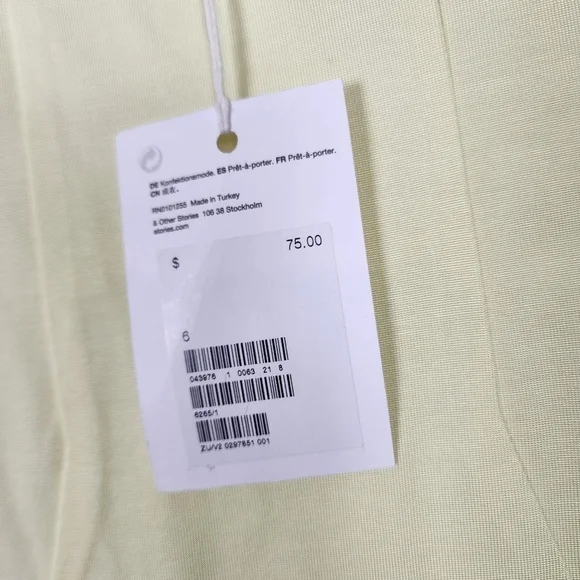 DE Konfektionsmode. ES Prêt-à-porter. FR Prêt-à-porter.
CN 成衣。
RN0101255 Made in Turkey
& Other Stories 106 38 Stockholm
stories.com
$ 75.00
6
043976 1 0063 21 8
6265/1
ZU/V2 0297851 001